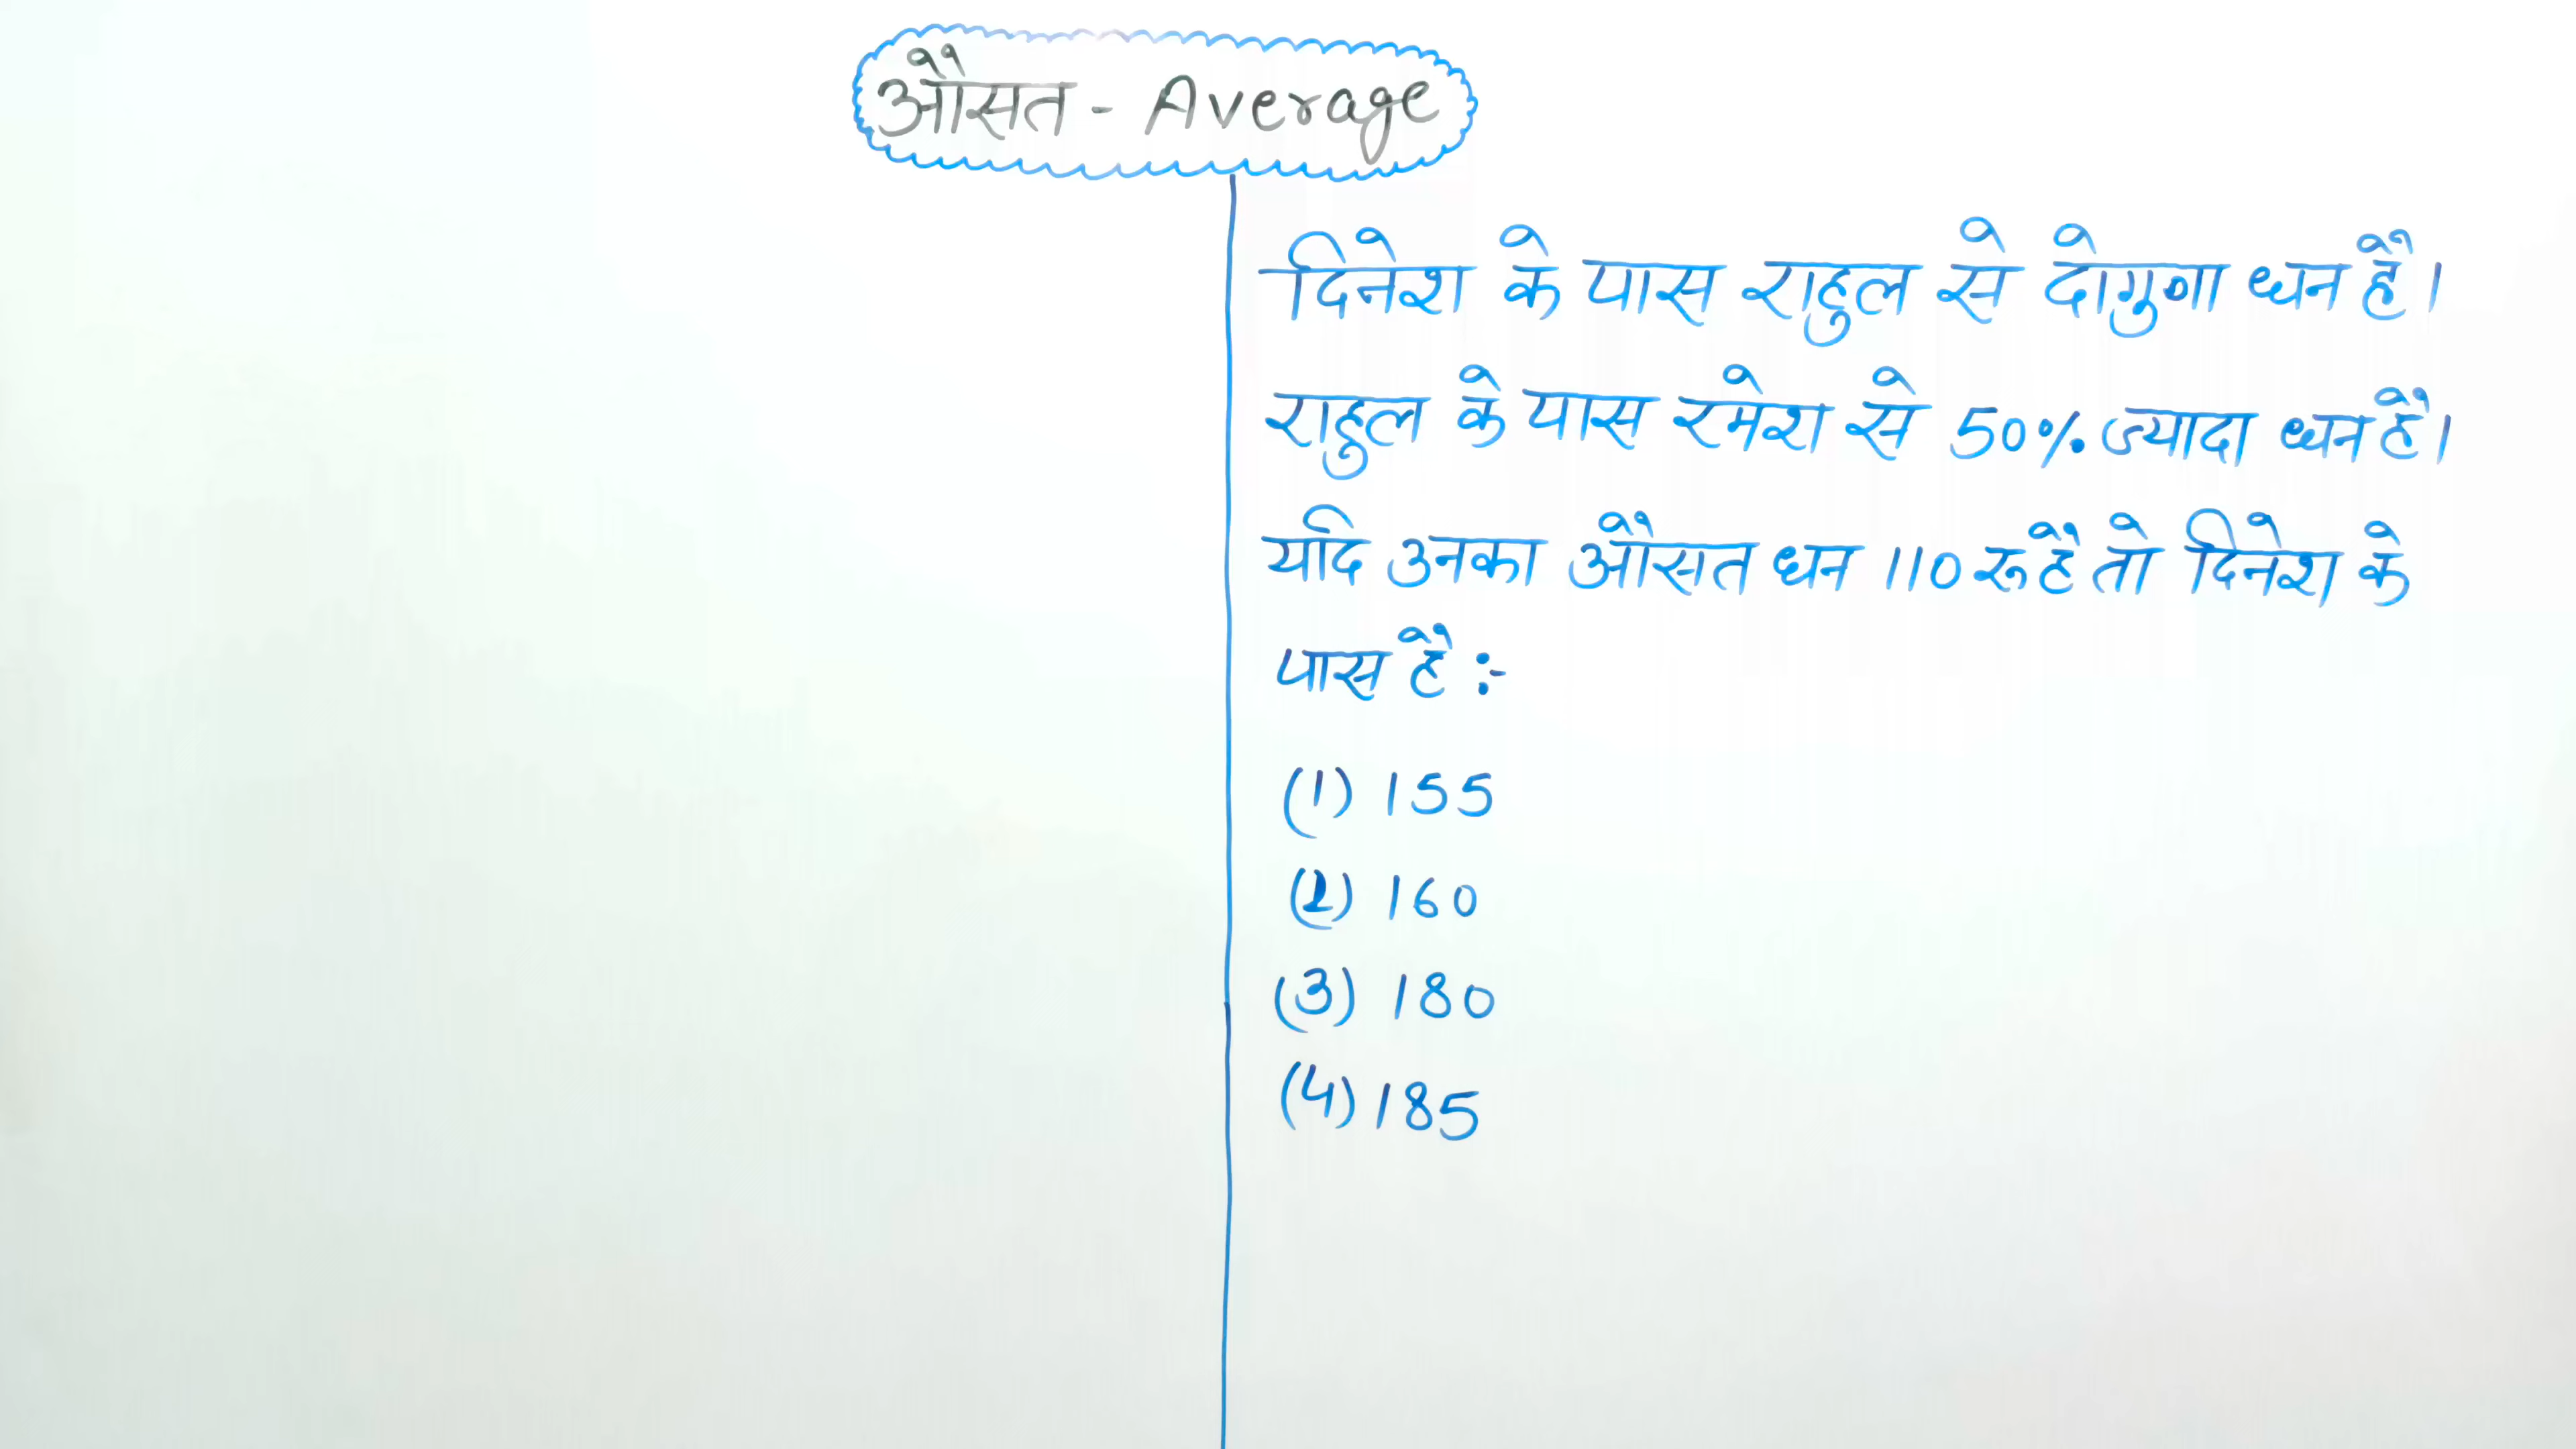 औसत - Average
दिनेश के पास राहुल से दोगुना धन है।
राहुल के पास रमेश से 50% ज्यादा धन है।
यदि उनका औसत धन 110 रू है तो दिनेश के
पास है :-
(1) 155
(2) 160
(3) 180
(4) 185